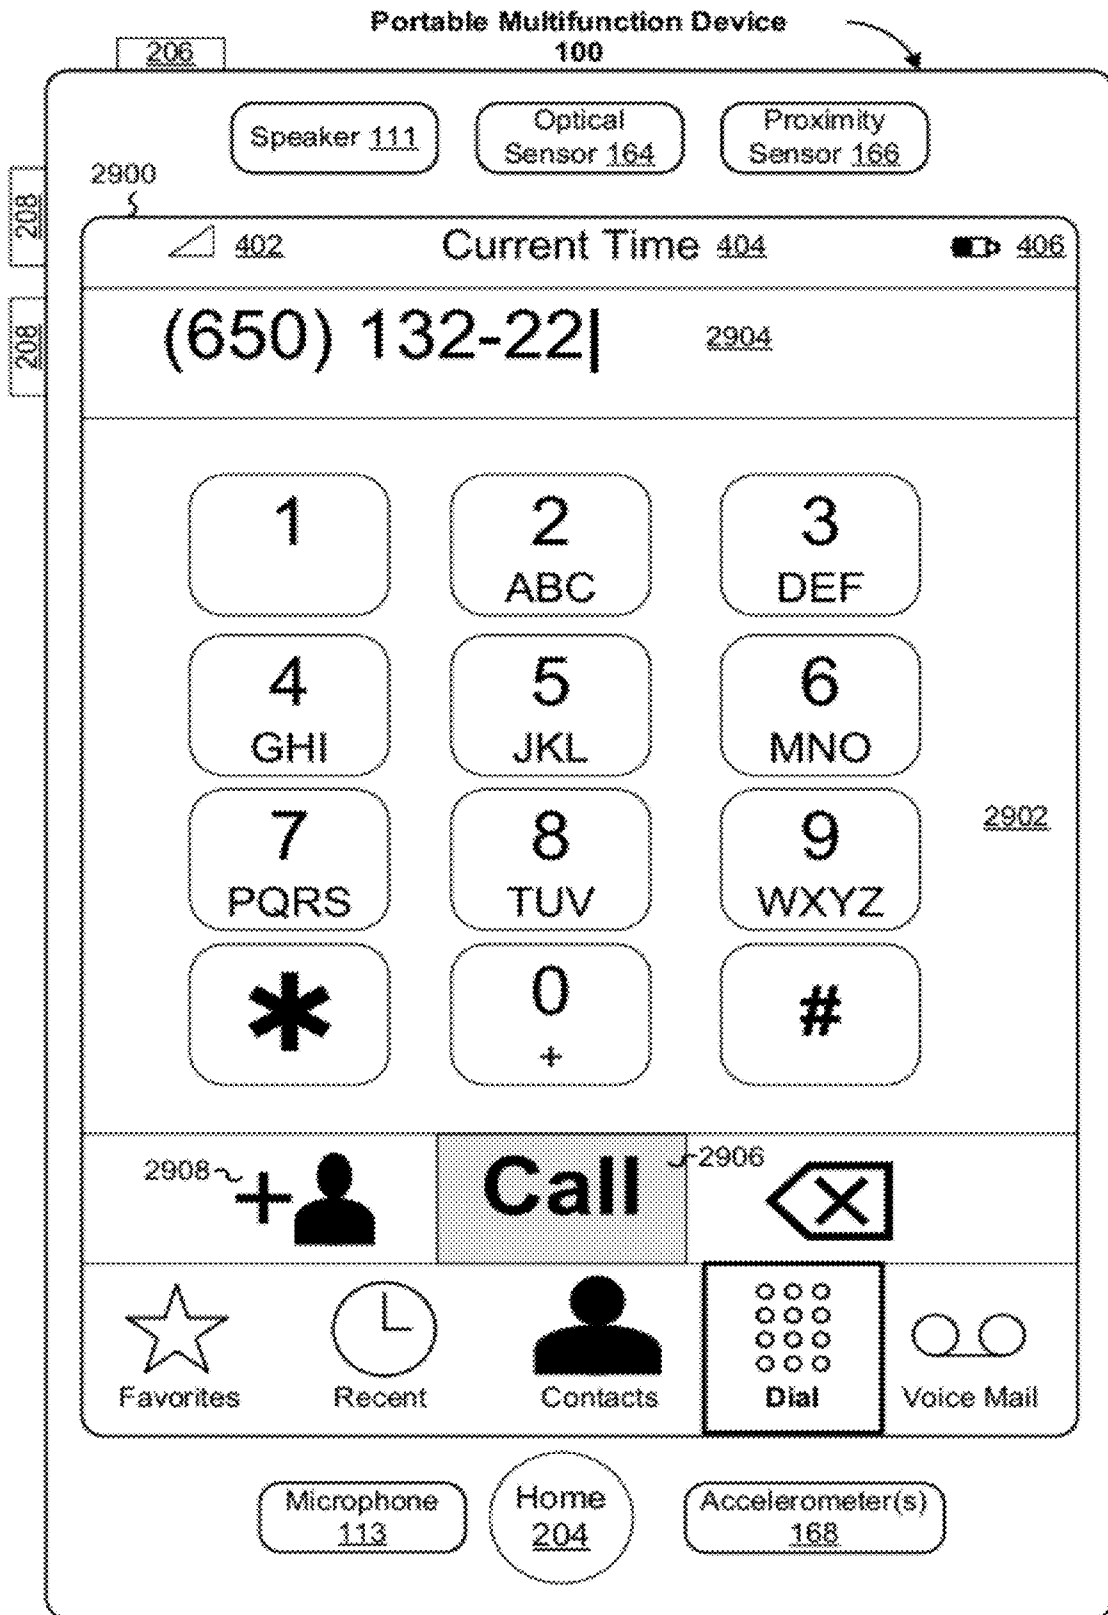 Portable Multifunction Device
100
206
Speaker 111
Optical
Sensor 164
Proximity
Sensor 166
2900
208
402
Current Time 404
406
208
(650) 132-22
2904
1
2
ABC
3
DEF
4
GHI
5
JKL
6
MNO
2902
7
PQRS
8
TUV
9
WXYZ
*
0
+
#
2908
+
Call
2906
Favorites
Recent
Contacts
Dial
Voice Mail
Microphone
113
Home
204
Accelerometer(s)
168